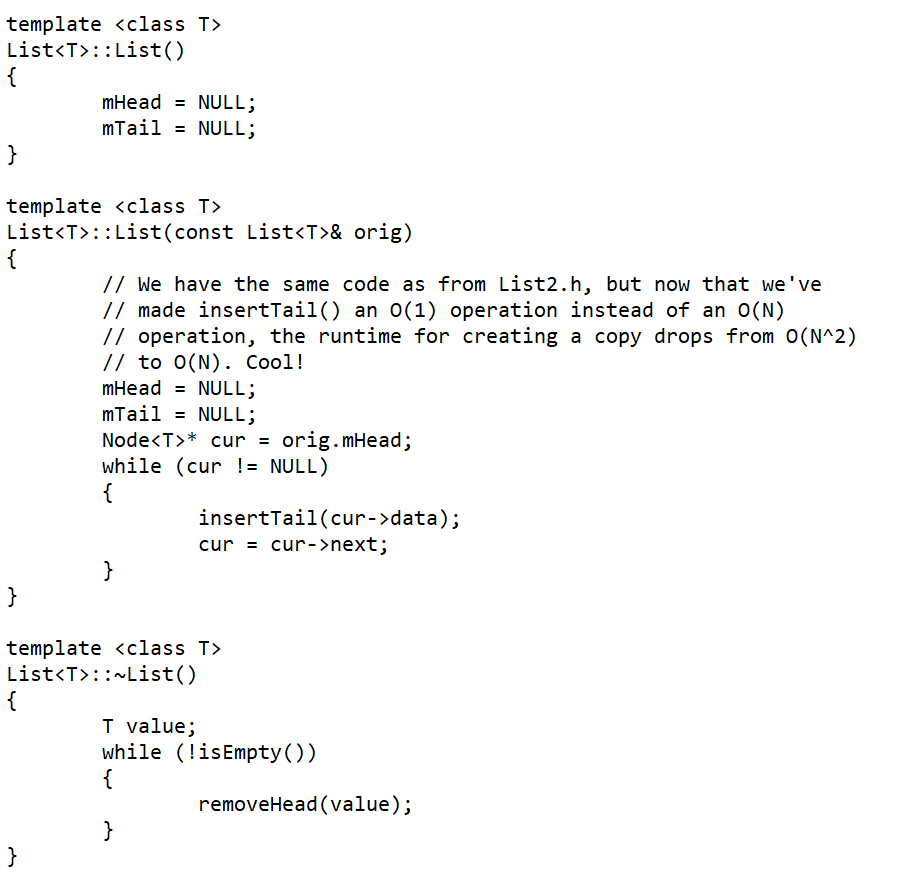 template <class T>
List<T>::List()
{
        mHead = NULL;
        mTail = NULL;
}

template <class T>
List<T>::List(const List<T>& orig)
{
        // We have the same code as from List2.h, but now that we've
        // made insertTail() an O(1) operation instead of an O(N)
        // operation, the runtime for creating a copy drops from O(N^2)
        // to O(N). Cool!
        mHead = NULL;
        mTail = NULL;
        Node<T>* cur = orig.mHead;
        while (cur != NULL)
        {
                insertTail(cur->data);
                cur = cur->next;
        }
}

template <class T>
List<T>::~List()
{
        T value;
        while (!isEmpty())
        {
                removeHead(value);
        }
}